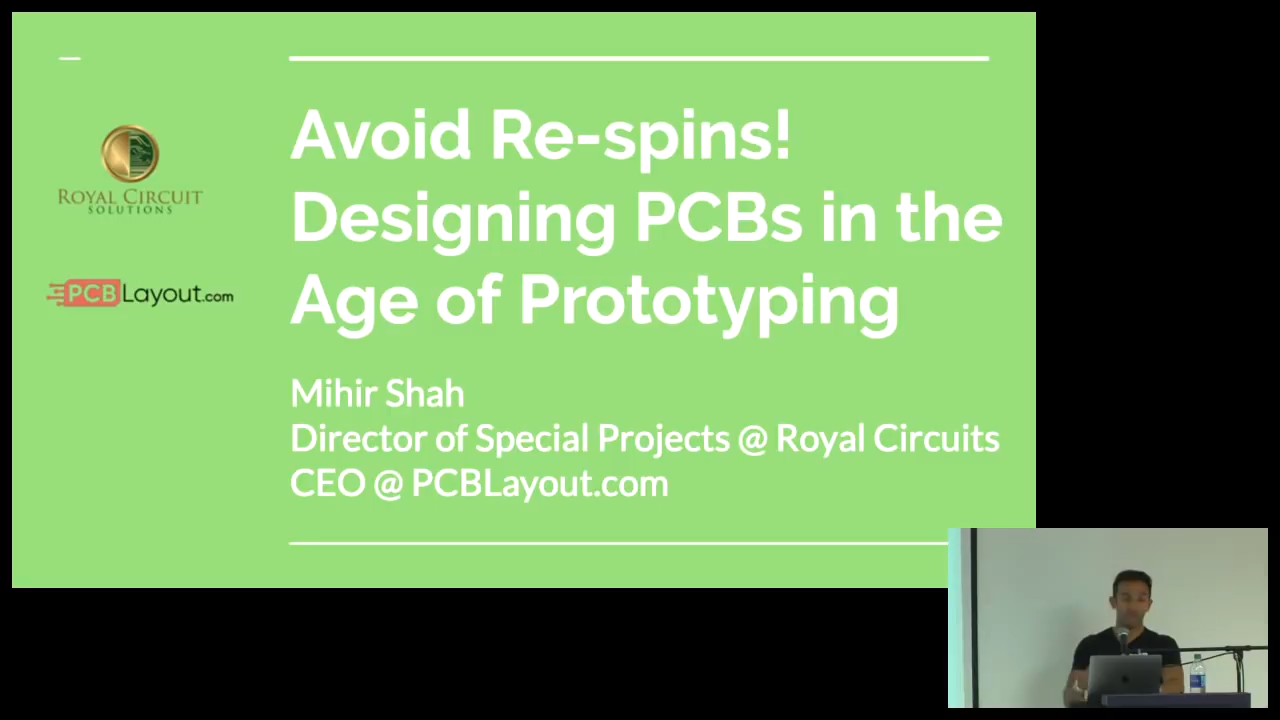 Avoid Re-spins!
Designing PCBs in the
Age of Prototyping
ROYAL CIRCUIT
SOLUTIONS
PCBLayout.com
Mihir Shah
Director of Special Projects @ Royal Circuits
CEO @ PCBLayout.com